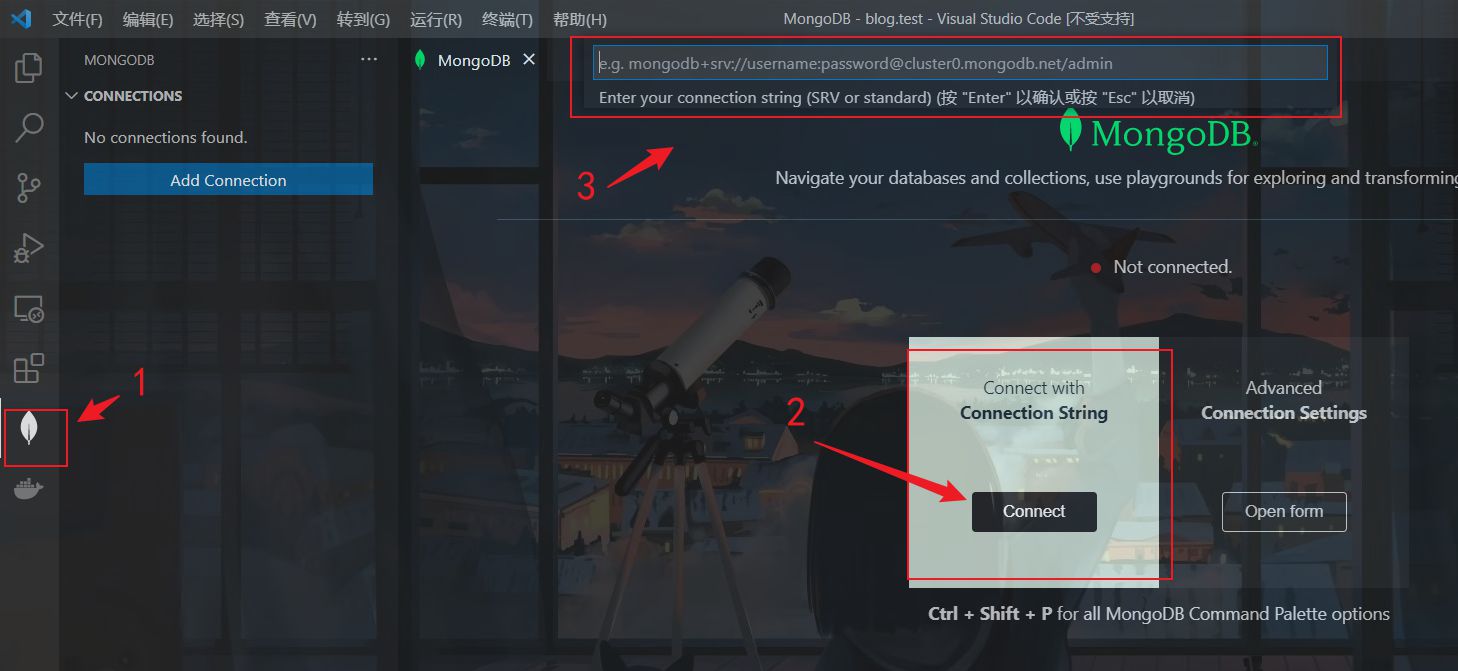 文件(F) 编辑(E) 选择(S) 查看(V) 转到(G) 运行(R) 终端(T) 帮助(H) MongoDB - blog.test - Visual Studio Code [不受支持]
MONGODB ···
CONNECTIONS
No connections found.
Add Connection
MongoDB
e.g. mongodb+srv://username:password@cluster0.mongodb.net/admin
Enter your connection string (SRV or standard) (按 "Enter" 以确认或按 "Esc" 以取消)
MongoDB.
3
Navigate your databases and collections, use playgrounds for exploring and transforming
Not connected.
1
2
Connect with
Connection String
Connect
Advanced
Connection Settings
Open form
Ctrl + Shift + P for all MongoDB Command Palette options